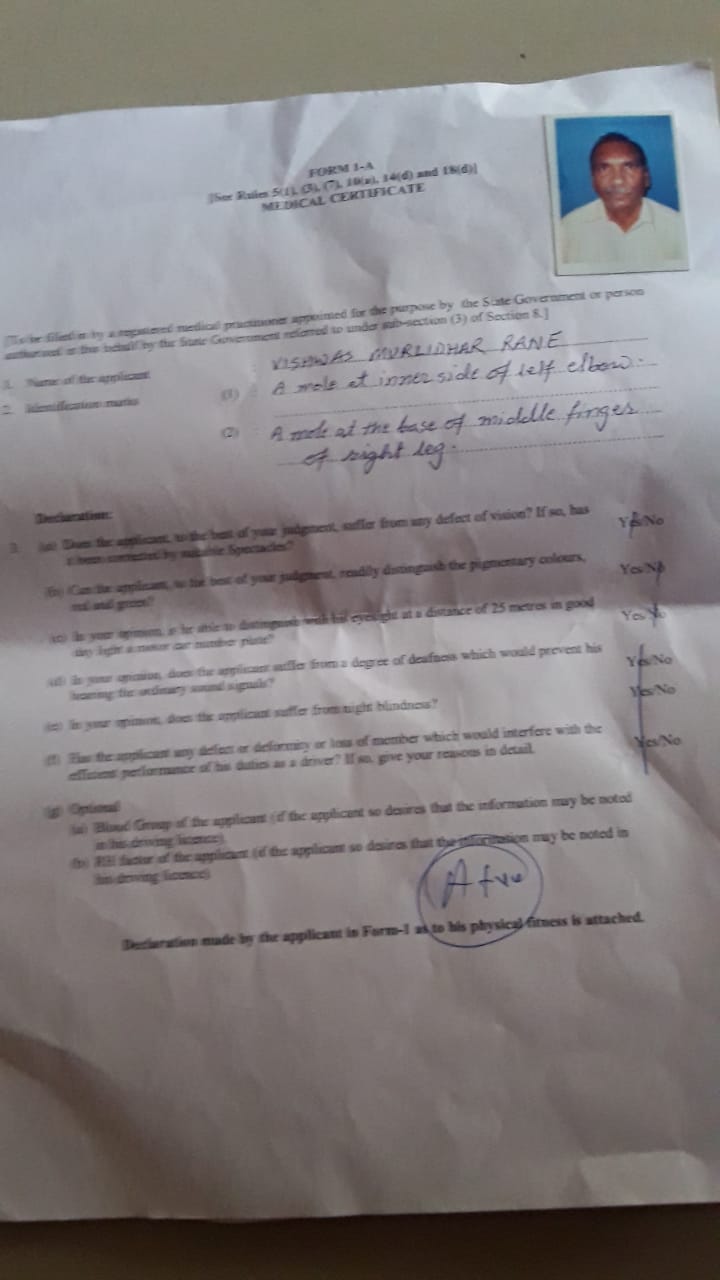 FORM 1-A
[See Rules 5(1), (3), (7), 10(a), 14(d) and 18(d)]
MEDICAL CERTIFICATE
[To be filled in by a registered medical practitioner appointed for the purpose by the State Government or person
authorised in this behalf by the State Government referred to under sub-section (3) of Section 8.]
1. Name of the applicant : VISHWAS MURLIDHAR RANE
2. Identification marks (1) : A mole at inner side of left elbow.
(2) : A mole at the base of middle finger
of right leg.
Declaration:
3. (a) Does the applicant, to the best of your judgment, suffer from any defect of vision? If so, has Yes/No
it been corrected by suitable Spectacles?
(b) Can the applicant, to the best of your judgment, readily distinguish the pigmentary colours, Yes/No
red and green?
(c) In your opinion, is he able to distinguish with his eyesight at a distance of 25 metres in good Yes/No
day light a motor car number plate?
(d) In your opinion, does the applicant suffer from a degree of deafness which would prevent his Yes/No
hearing the ordinary sound signals?
(e) In your opinion, does the applicant suffer from night blindness? Yes/No
(f) Has the applicant any defect or deformity or loss of member which would interfere with the Yes/No
efficient performance of his duties as a driver? If so, give your reasons in detail.
(g) Optional
(a) Blood Group of the applicant (if the applicant so desires that the information may be noted
in his driving licence)
(b) RH factor of the applicant (if the applicant so desires that the information may be noted in
his driving licence)
A +ve
Declaration made by the applicant in Form-1 as to his physical fitness is attached.